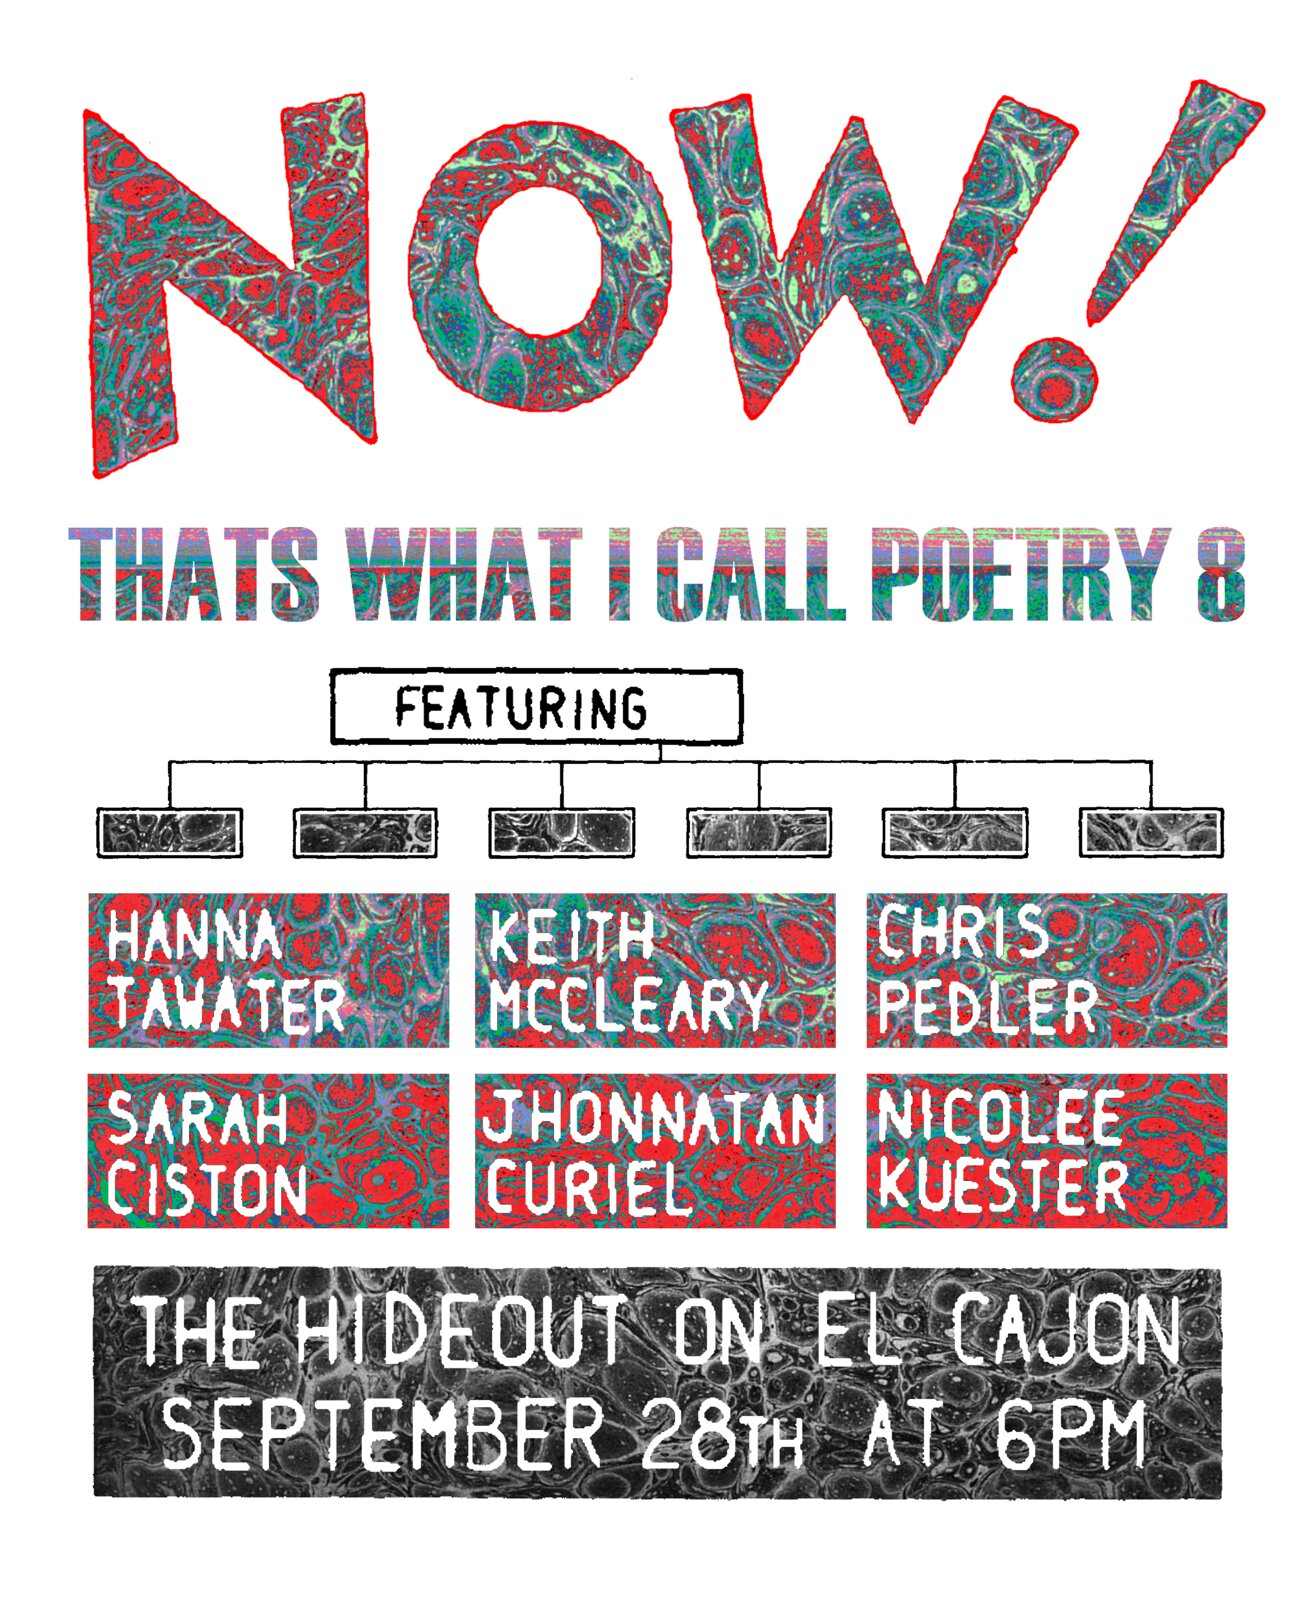 NOW!
THATS WHAT I CALL POETRY 8
FEATURING
HANNA
TAWATER
KEITH
MCCLEARY
CHRIS
PEDLER
SARAH
CISTON
JHONNATAN
CURIEL
NICOLEE
KUESTER
THE HIDEOUT ON EL CAJON
SEPTEMBER 28TH AT 6PM